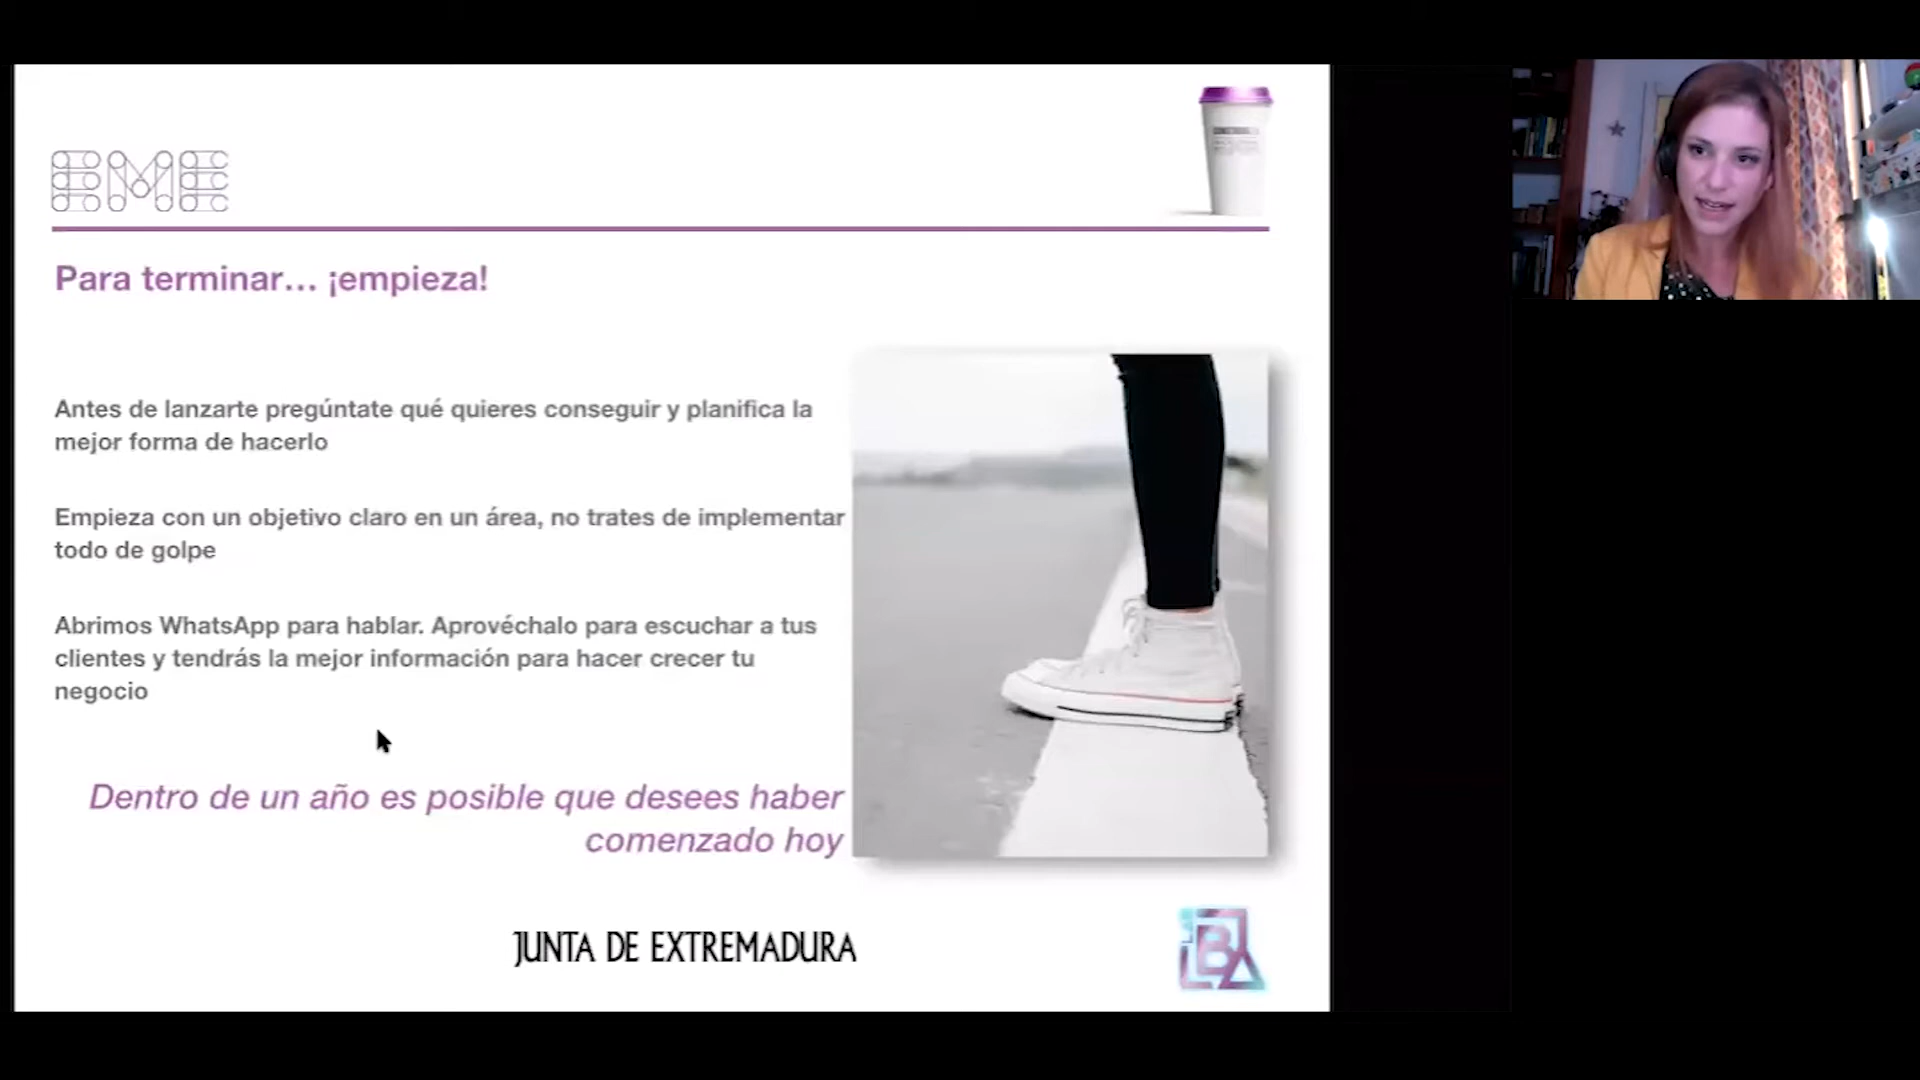 EME
Para terminar... ¡empieza!
Antes de lanzarte pregúntate qué quieres conseguir y planifica la
mejor forma de hacerlo
Empieza con un objetivo claro en un área, no trates de implementar
todo de golpe
Abrimos WhatsApp para hablar. Aprovéchalo para escuchar a tus
clientes y tendrás la mejor información para hacer crecer tu
negocio
Dentro de un año es posible que desees haber
comenzado hoy
JUNTA DE EXTREMADURA